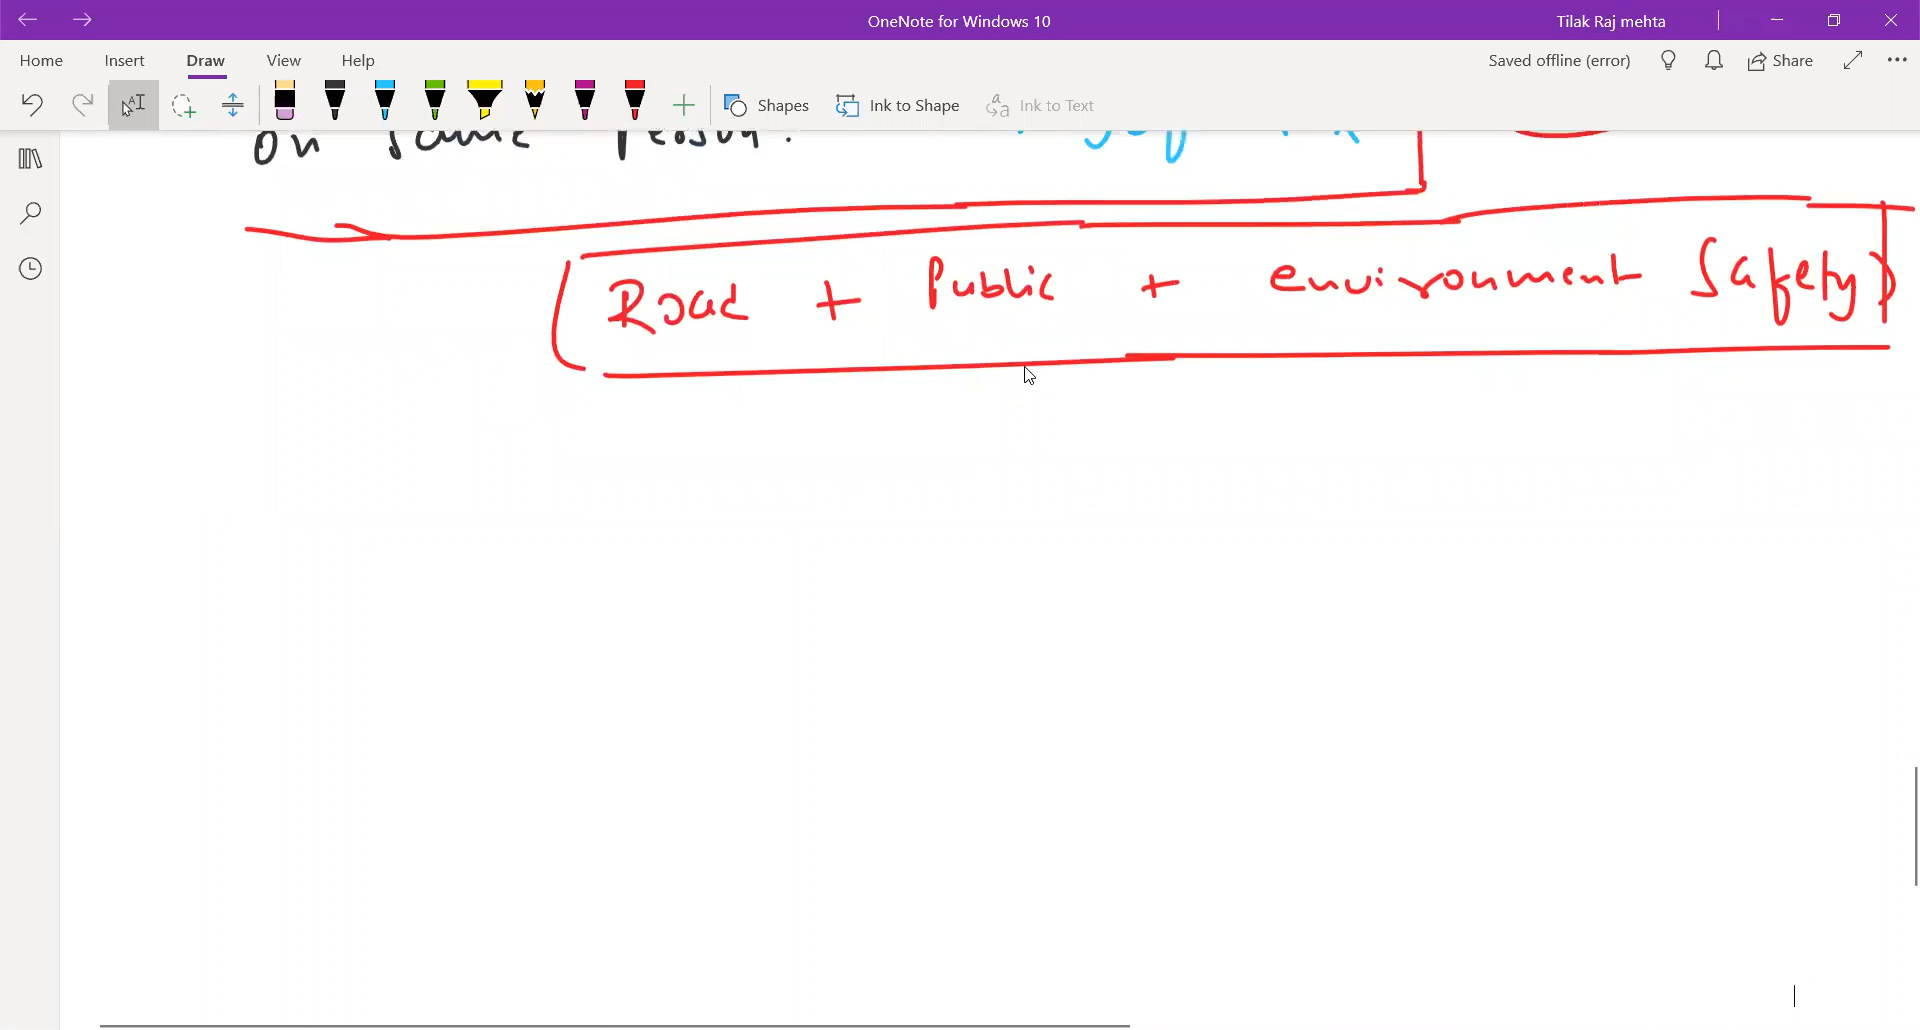 OneNote for Windows 10
Tilak Raj mehta
Home Insert Draw View Help
Saved offline (error) Share
Shapes Ink to Shape Ink to Text
on same Person.
Road + Public + environment Safety